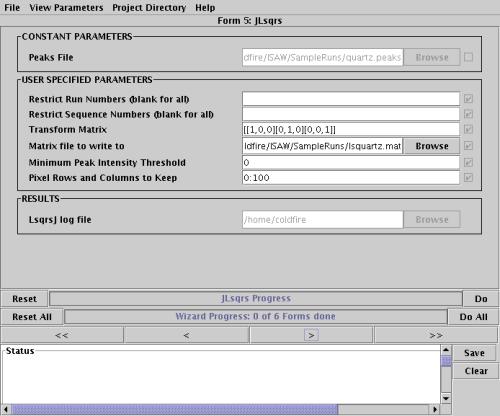 File View Parameters Project Directory Help
Form 5: JLsqrs
CONSTANT PARAMETERS
Peaks File dfire/ISAW/SampleRuns/quartz.peaks Browse
USER SPECIFIED PARAMETERS
Restrict Run Numbers (blank for all)
Restrict Sequence Numbers (blank for all)
Transform Matrix [[1,0,0][0,1,0][0,0,1]]
Matrix file to write to ldfire/ISAW/SampleRuns/lsquartz.mat Browse
Minimum Peak Intensity Threshold 0
Pixel Rows and Columns to Keep 0:100
RESULTS
LsqrsJ log file /home/coldfire Browse
Reset JLsqrs Progress Do
Reset All Wizard Progress: 0 of 6 Forms done Do All
<< < > >>
Status Save
Clear